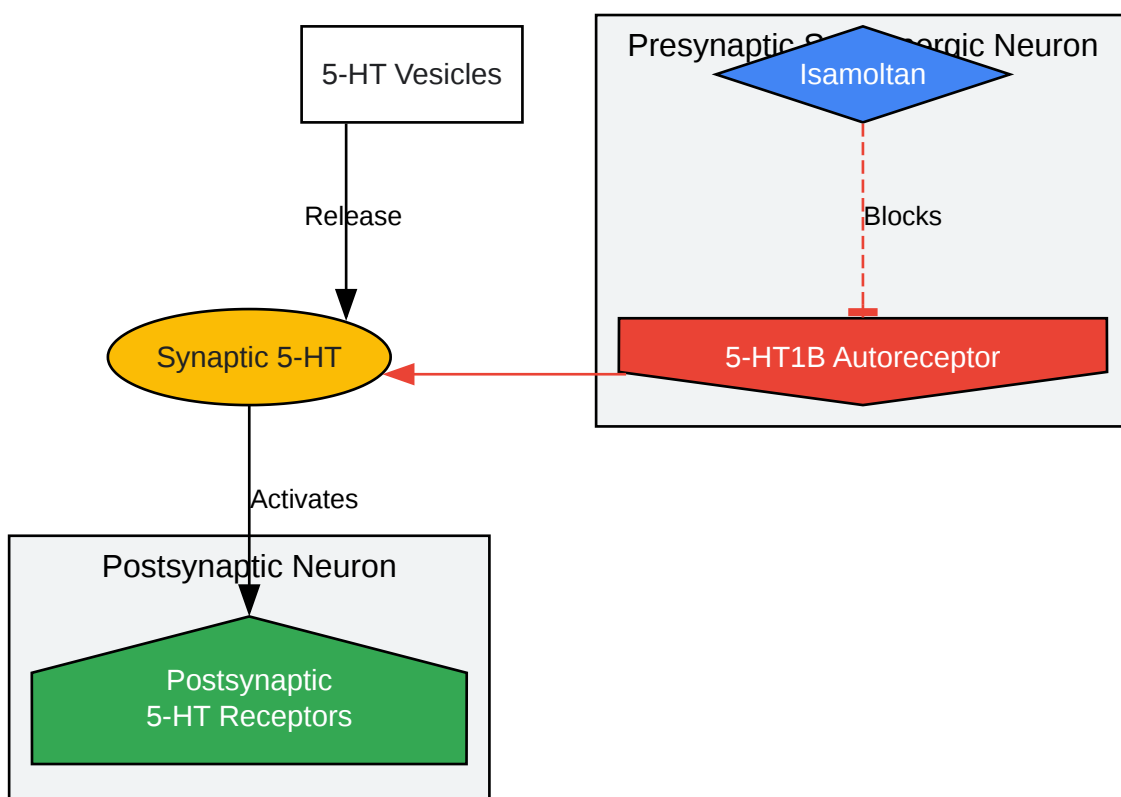 5-HT Vesicles
Presynaptic Neuron
Isamoltan
Release
Blocks
Synaptic 5-HT
5-HT1B Autoreceptor
Activates
Postsynaptic Neuron
Postsynaptic
5-HT Receptors